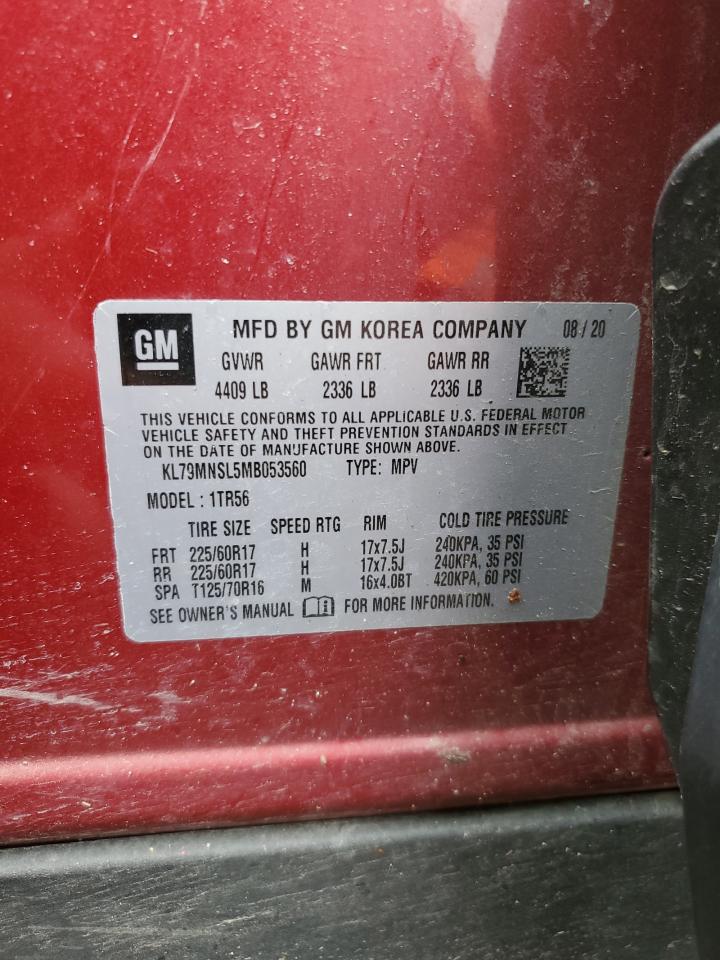 GM MFD BY GM KOREA COMPANY 08/20
GVWR GAWR FRT GAWR RR
4409 LB 2336 LB 2336 LB
THIS VEHICLE CONFORMS TO ALL APPLICABLE U.S. FEDERAL MOTOR
VEHICLE SAFETY AND THEFT PREVENTION STANDARDS IN EFFECT
ON THE DATE OF MANUFACTURE SHOWN ABOVE.
KL79MNSL5MB053560 TYPE: MPV
MODEL : 1TR56
TIRE SIZE SPEED RTG RIM COLD TIRE PRESSURE
FRT 225/60R17 H 17x7.5J 240KPA, 35 PSI
RR 225/60R17 H 17x7.5J 240KPA, 35 PSI
SPA T125/70R16 M 16x4.0BT 420KPA, 60 PSI
SEE OWNER'S MANUAL FOR MORE INFORMATION.